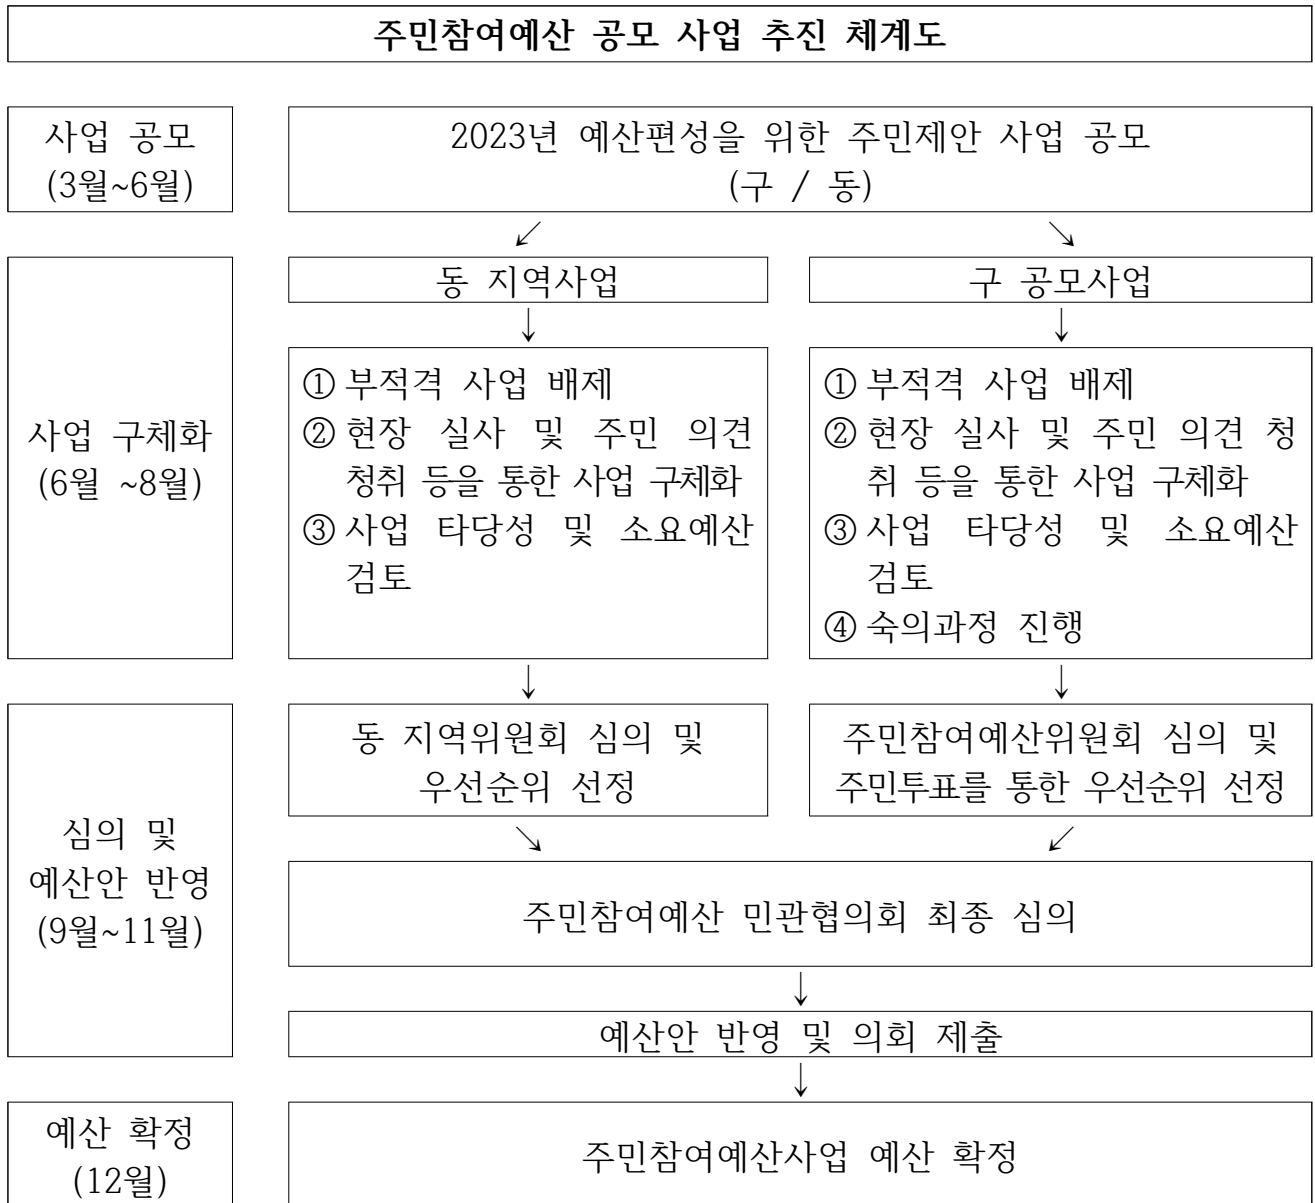 주민참여예산 공모 사업 추진 체계도
사업 공모
(3월~6월)
2023년 예산편성을 위한 주민제안 사업 공모
(구 / 동)
↙ ↘
사업 구체화
(6월 ~8월)
동 지역사업
↓
① 부적격 사업 배제
② 현장 실사 및 주민 의견
청취 등을 통한 사업 구체화
③ 사업 타당성 및 소요예산
검토
구 공모사업
↓
① 부적격 사업 배제
② 현장 실사 및 주민 의견 청
취 등을 통한 사업 구체화
③ 사업 타당성 및 소요예산
검토
④ 숙의과정 진행
↓ ↓
심의 및
예산안 반영
(9월~11월)
동 지역위원회 심의 및
우선순위 선정
주민참여예산위원회 심의 및
주민투표를 통한 우선순위 선정
↘ ↙
주민참여예산 민관협의회 최종 심의
↓
예산안 반영 및 의회 제출
↓
예산 확정
(12월)
주민참여예산사업 예산 확정